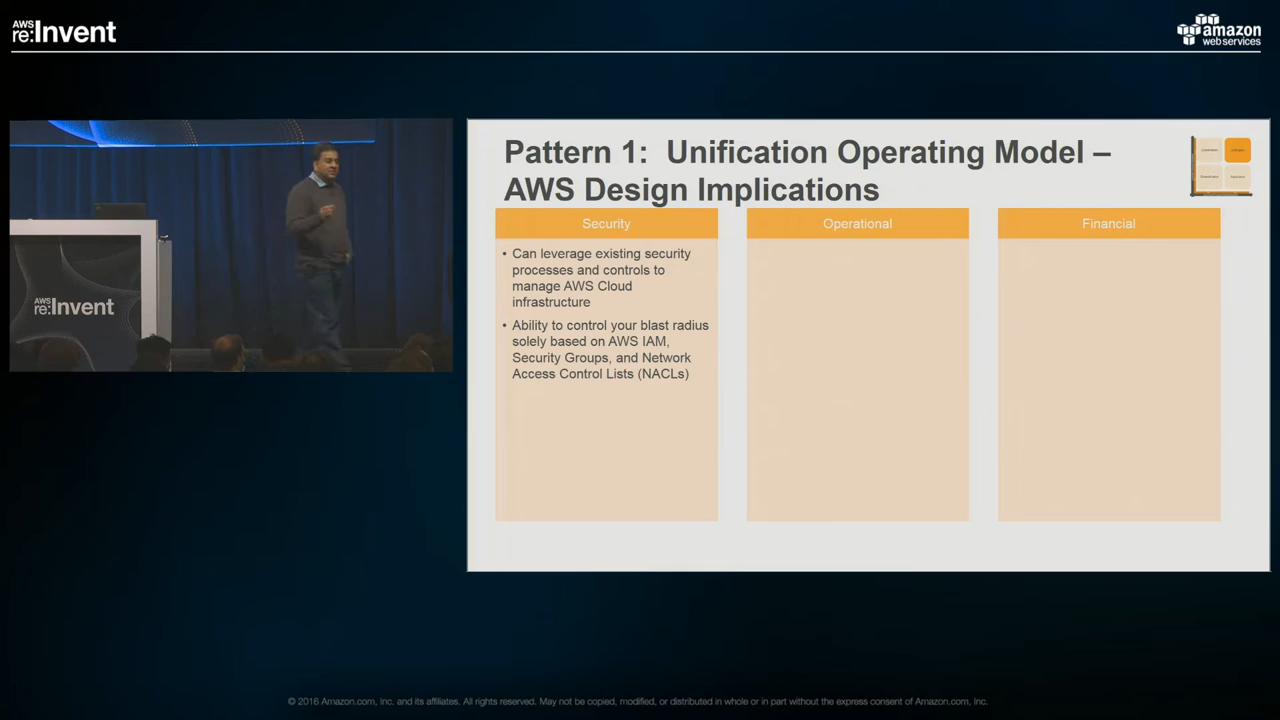 AWS
re:Invent
amazon
web services
Pattern 1: Unification Operating Model –
AWS Design Implications
Security
• Can leverage existing security
processes and controls to
manage AWS Cloud
infrastructure
• Ability to control your blast radius
solely based on AWS IAM,
Security Groups, and Network
Access Control Lists (NACLs)
Operational
Financial
AWS
re:Invent
© 2016 Amazon.com, Inc. and its affiliates. All rights reserved. May not be copied, modified, or distributed in whole or in part without the express consent of Amazon.com, Inc.